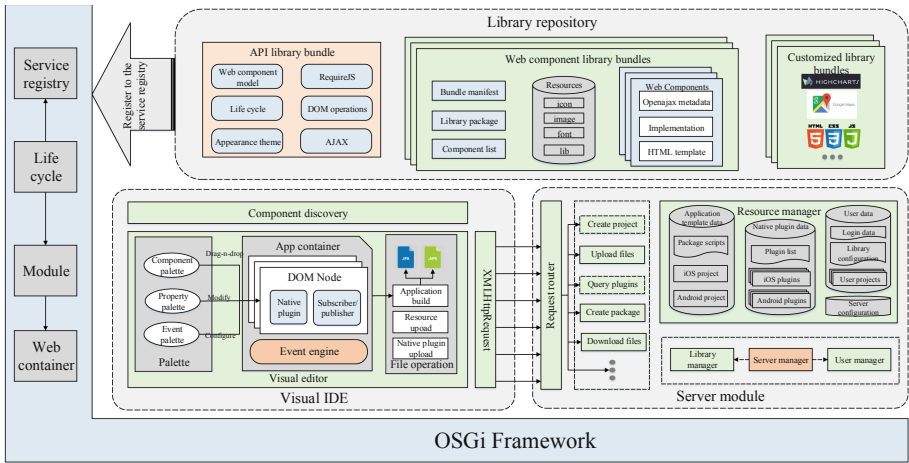 Library repository
Service
registry
Life
cycle
Module
Web
container
Register to the
service registry
API library bundle
Web component
model
RequireJS
Life cycle
DOM operations
Appearance theme
AJAX
Web component library bundles
Bundle manifest
Library package
Component list
Resources
icon
image
font
lib
Web Components
Openajax metadata
Implementation
HTML template
Customized library
bundles
HIGHCHARTS
Google Maps
HTML CSS JS
5 3
Component discovery
Component
palette
Property
palette
Event
palette
Palette
Drag-n-drop
Modify
Configure
App container
DOM Node
Native
plugin
Subscriber/
publisher
Event engine
Application
build
Resource
upoad
Native plugin
upload
File operation
Visual editor
Visual IDE
XMLHttpRequest
Request router
Create project
Upload files
Query plugins
Create package
Download files
Resource manager
Application
template data
Package scripts
iOS project
Android project
Native plugin data
Plugin list
iOS plugins
Android plugins
User data
Login data
Library
configuration
User projects
Server
configuration
Library
manager
Server manager
User manager
Server module
OSGi Framework